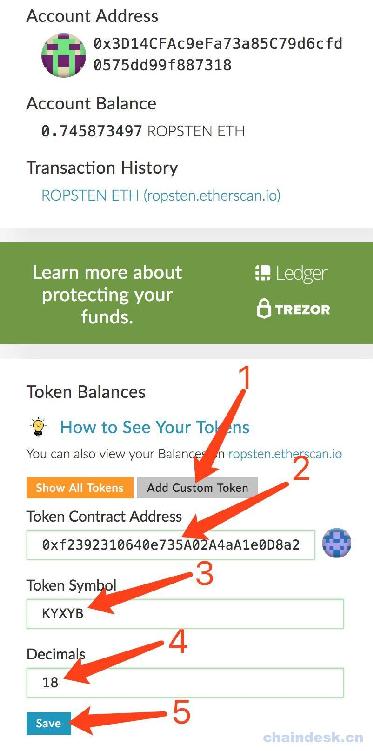 Account Address
0x3D14CFAc9eFa73a85C79d6cfd
0575dd99f887318
Account Balance
0.745873497 ROPSTEN ETH
Transaction History
ROPSTEN ETH (ropsten.etherscan.io)
Learn more about
protecting your
funds.
Ledger
TREZOR
1
Token Balances
How to See Your Tokens
You can also view your Balances on ropsten.etherscan.io
2
Show All Tokens
Add Custom Token
Token Contract Address
0xf2392310640e735A02A4aA1e0D8a2
3
Token Symbol
KYXYB
4
Decimals
18
5
Save
chaindesk.cn